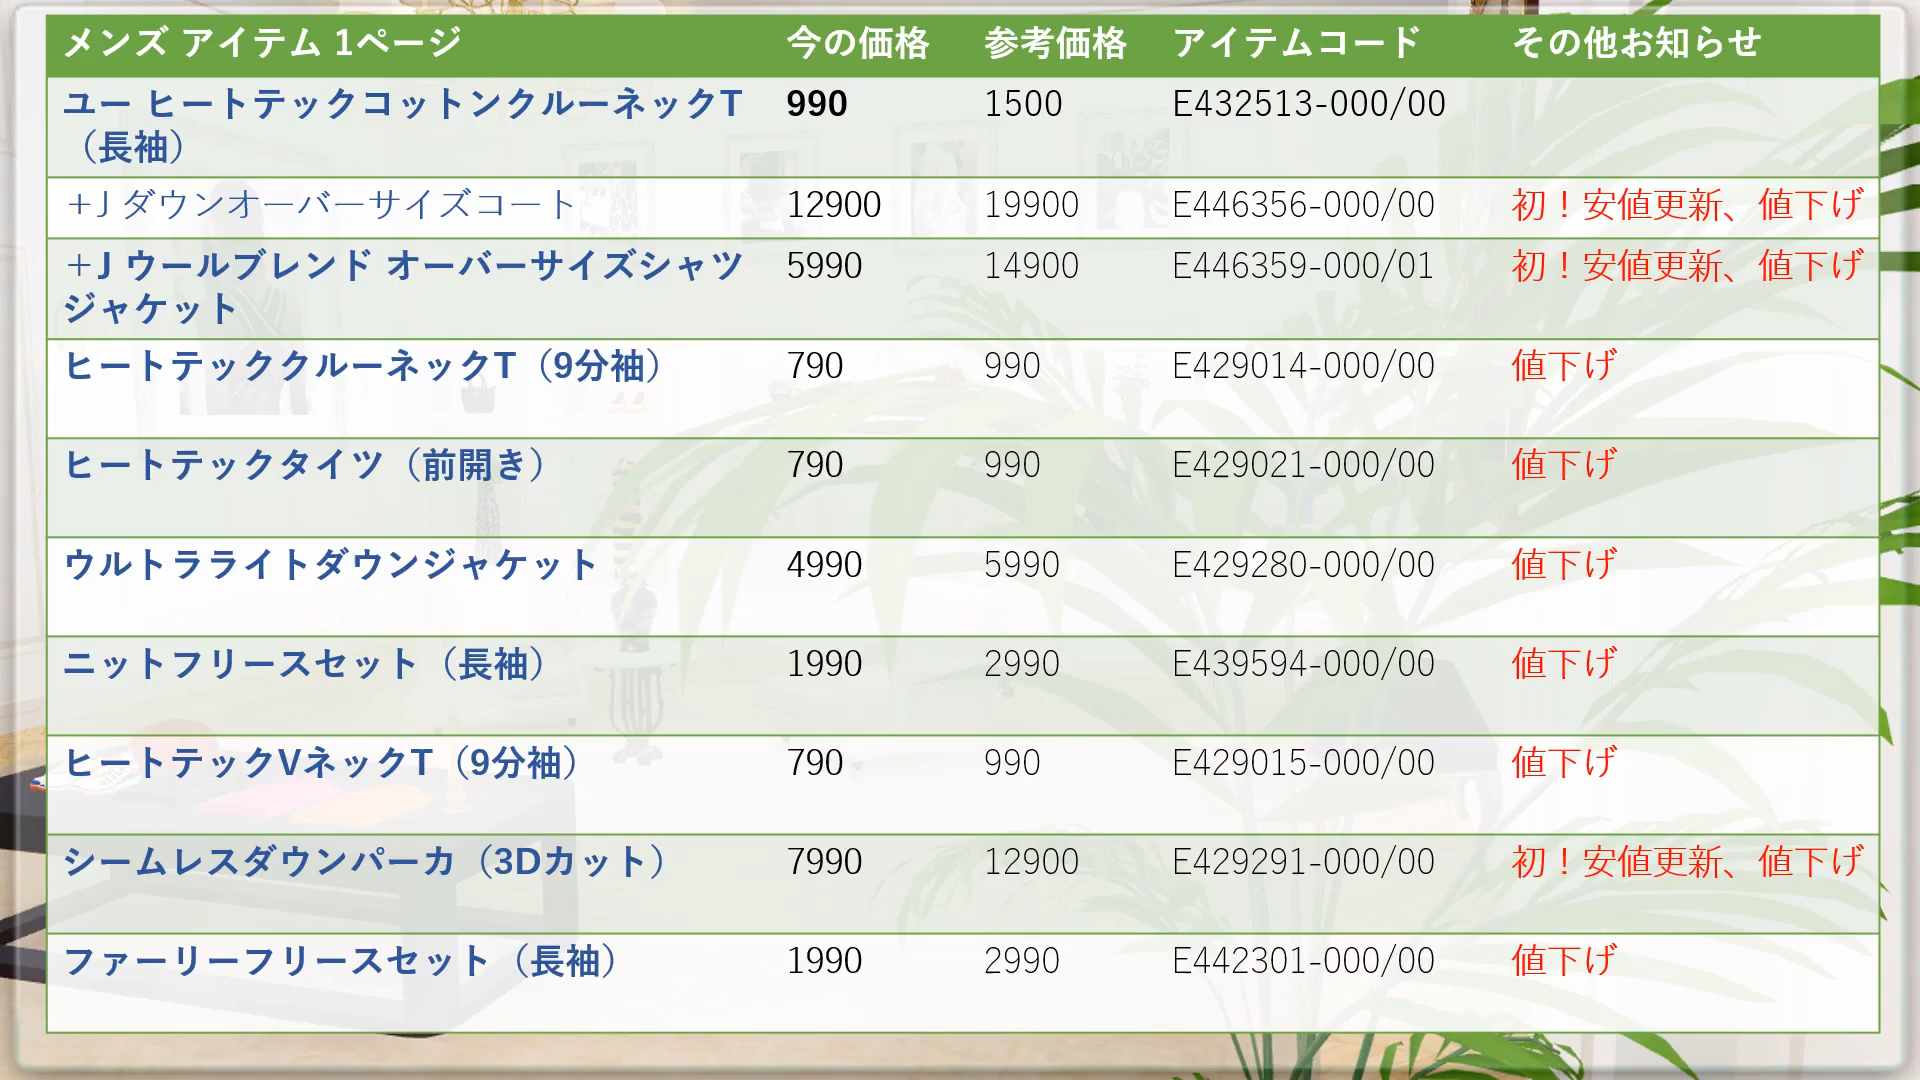 メンズ アイテム 1ページ 今の価格 参考価格 アイテムコード その他お知らせ
ユー ヒートテックコットンクルーネックT 990 1500 E432513-000/00
（長袖）
+J ダウンオーバーサイズコート 12900 19900 E446356-000/00 初！安値更新、値下げ
+J ウールブレンド オーバーサイズシャツ 5990 14900 E446359-000/01 初！安値更新、値下げ
ジャケット
ヒートテッククルーネックT（9分袖） 790 990 E429014-000/00 値下げ
ヒートテックタイツ（前開き） 790 990 E429021-000/00 値下げ
ウルトラライトダウンジャケット 4990 5990 E429280-000/00 値下げ
ニットフリースセット（長袖） 1990 2990 E439594-000/00 値下げ
ヒートテックVネックT（9分袖） 790 990 E429015-000/00 値下げ
シームレスダウンパーカ（3Dカット） 7990 12900 E429291-000/00 初！安値更新、値下げ
ファーリーフリースセット（長袖） 1990 2990 E442301-000/00 値下げ